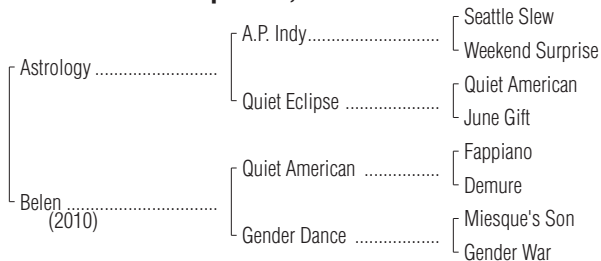 Seattle Slew
A.P. Indy
Weekend Surprise
Astrology
Quiet American
Quiet Eclipse
June Gift
Fappiano
Quiet American
Demure
Belen
(2010)
Miesque's Son
Gender Dance
Gender War